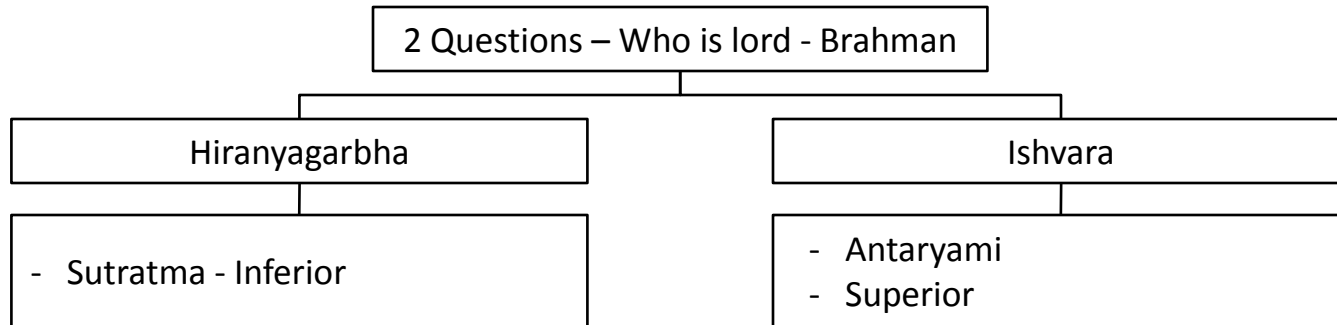 2 Questions – Who is lord - Brahman
Hiranyagarbha
Ishvara
- Sutratma - Inferior
- Antaryami
- Superior